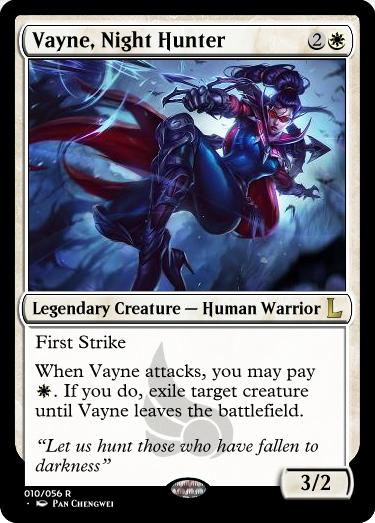 Vayne, Night Hunter 2
Legendary Creature — Human Warrior L
First Strike
When Vayne attacks, you may pay
. If you do, exile target creature
until Vayne leaves the battlefield.
“Let us hunt those who have fallen to
darkness”
3/2
010/056 R
· Pan Chengwei